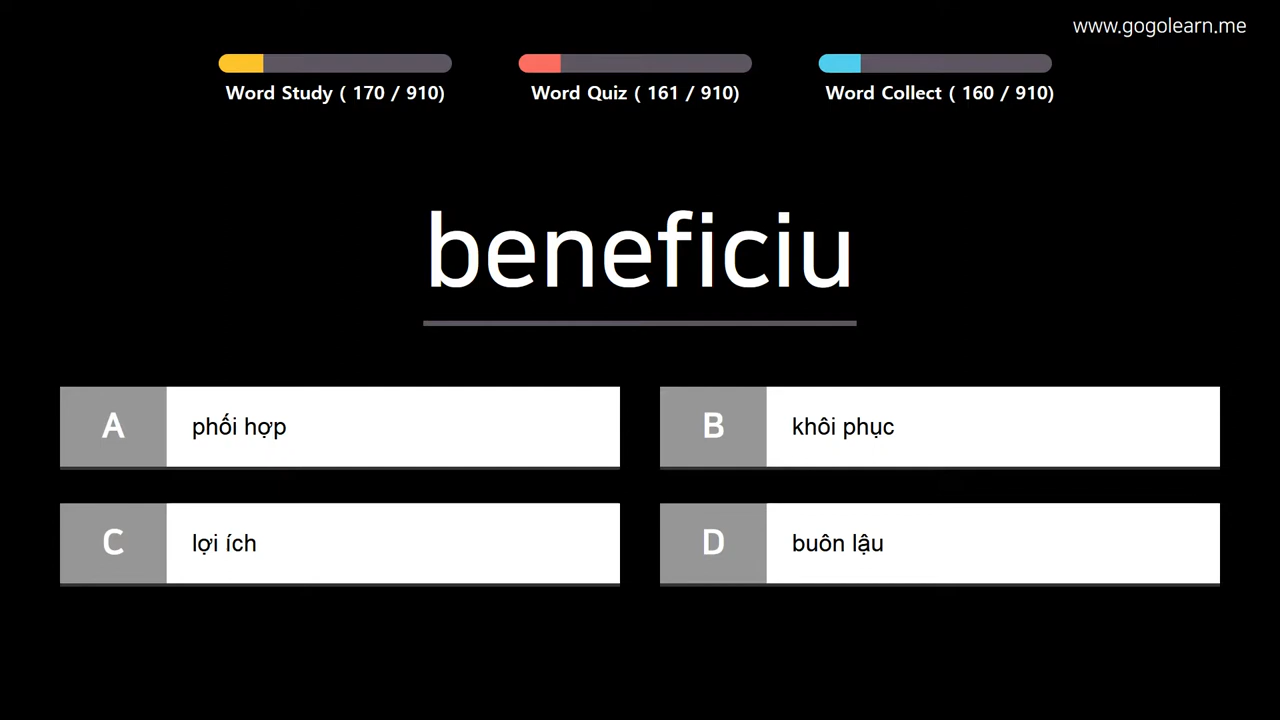 www.gogolearn.me
Word Study ( 170 / 910)
Word Quiz ( 161 / 910)
Word Collect ( 160 / 910)
beneficiu
A phối hợp
B khôi phục
C lợi ích
D buôn lậu